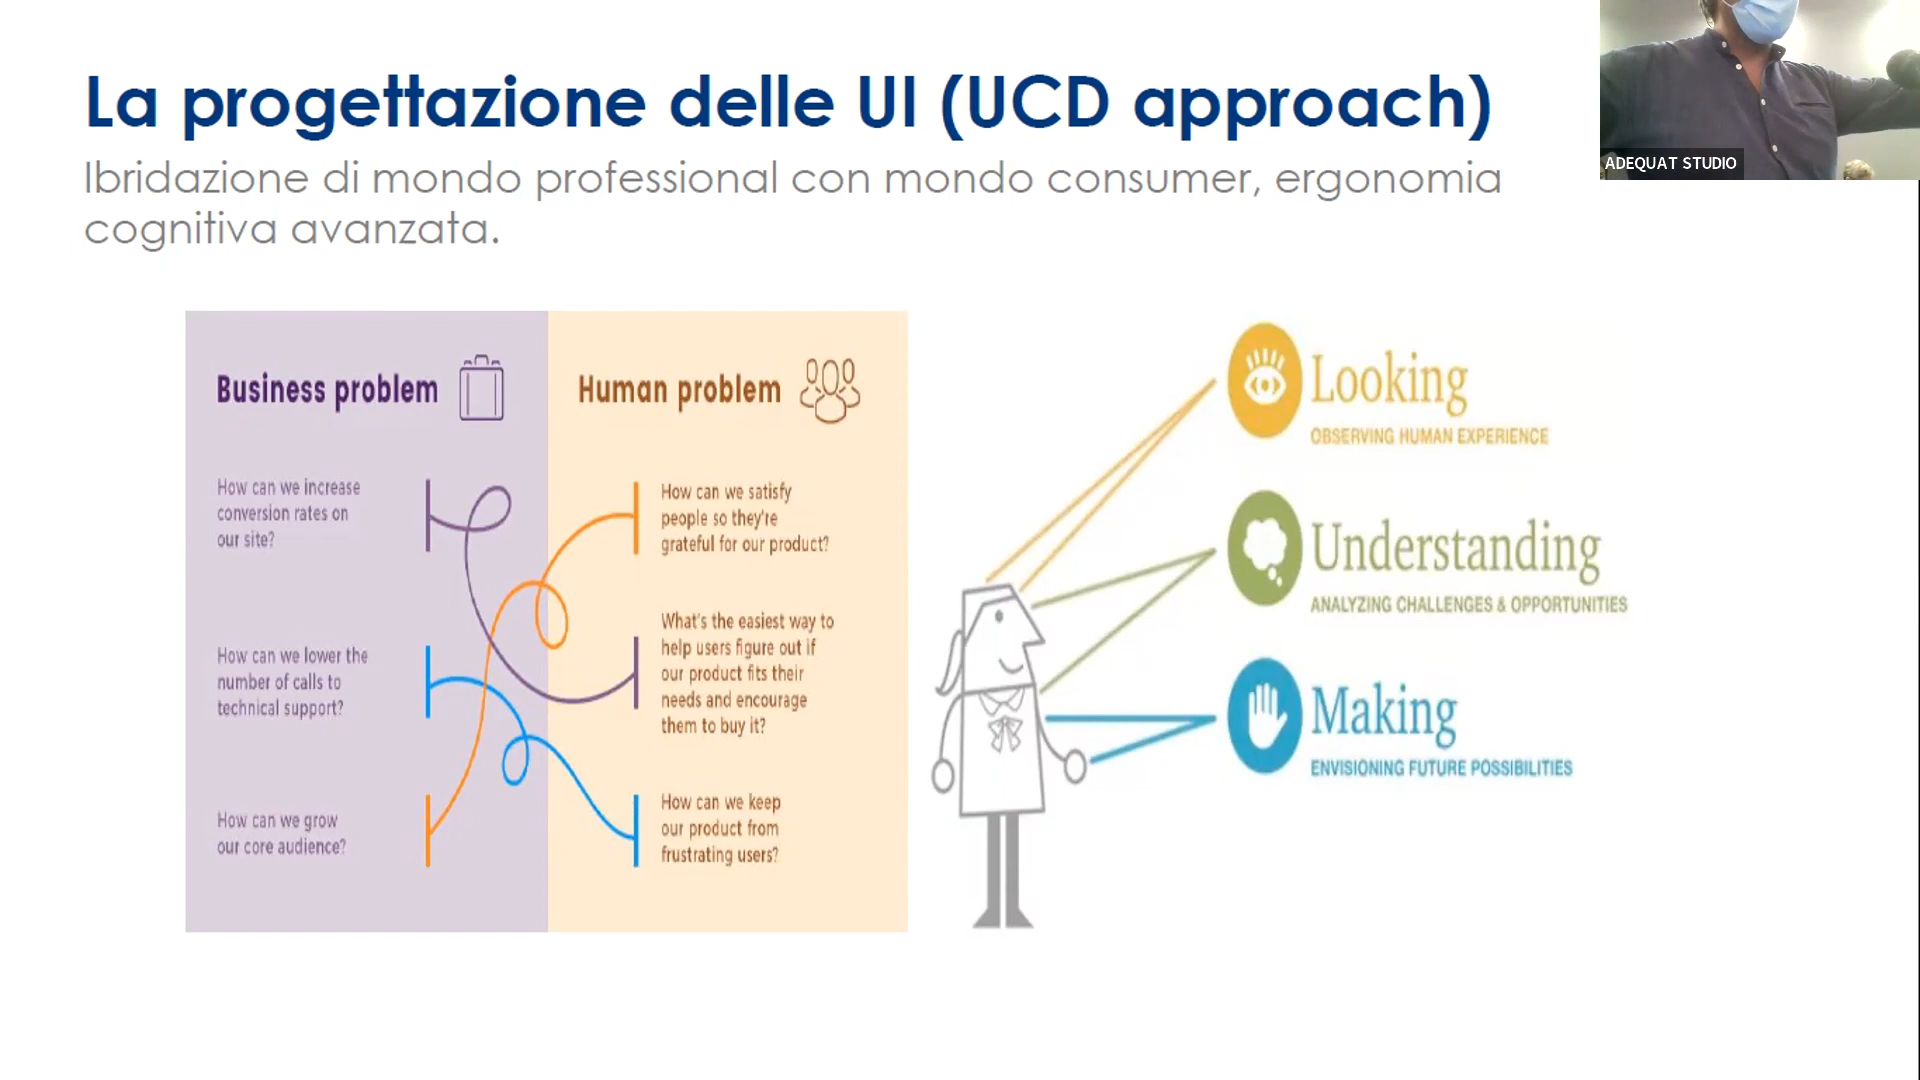 La progettazione delle UI (UCD approach)
Ibridazione di mondo professional con mondo consumer, ergonomia
cognitiva avanzata.
ADEQUAT STUDIO
Business problem
How can we increase
conversion rates on
our site?
How can we lower the
number of calls to
technical support?
How can we grow
our core audience?
Human problem
How can we satisfy
people so they're
grateful for our product?
What's the easiest way to
help users figure out if
our product fits their
needs and encourage
them to buy it?
How can we keep
our product from
frustrating users?
Looking
OBSERVING HUMAN EXPERIENCE
Understanding
ANALYZING CHALLENGES & OPPORTUNITIES
Making
ENVISIONING FUTURE POSSIBILITIES